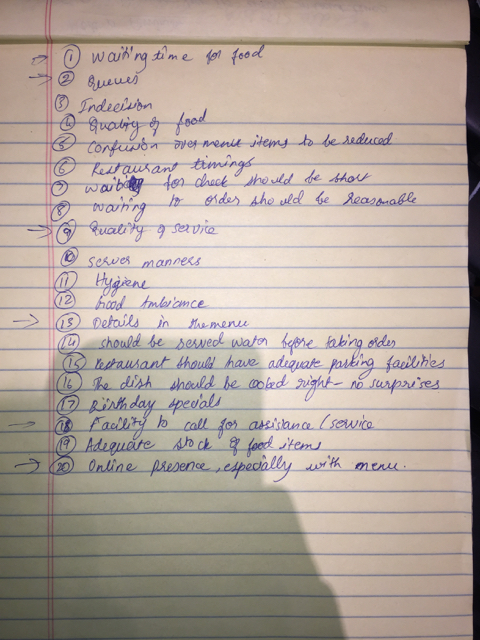 → ① Waiting time for food
→ ② Queues
③ Indecision
④ Quality of food
⑤ Confusion over menu items to be reduced
⑥ Restaurant timings
⑦ Wait for check should be short
⑧ Waiting to order should be reasonable
→ ⑨ Quality of service
⑩ Server manners
⑪ Hygiene
⑫ Good Ambiance
→ ⑬ Details in the menu
⑭ should be served water before taking order
⑮ Restaurant should have adequate parking facilities
⑯ The dish should be cooked right – no surprises
⑰ Birthday specials
→ ⑱ Facility to call for assistance / service
⑲ Adequate stock of food items
→ ⑳ Online presence, especially with menu.